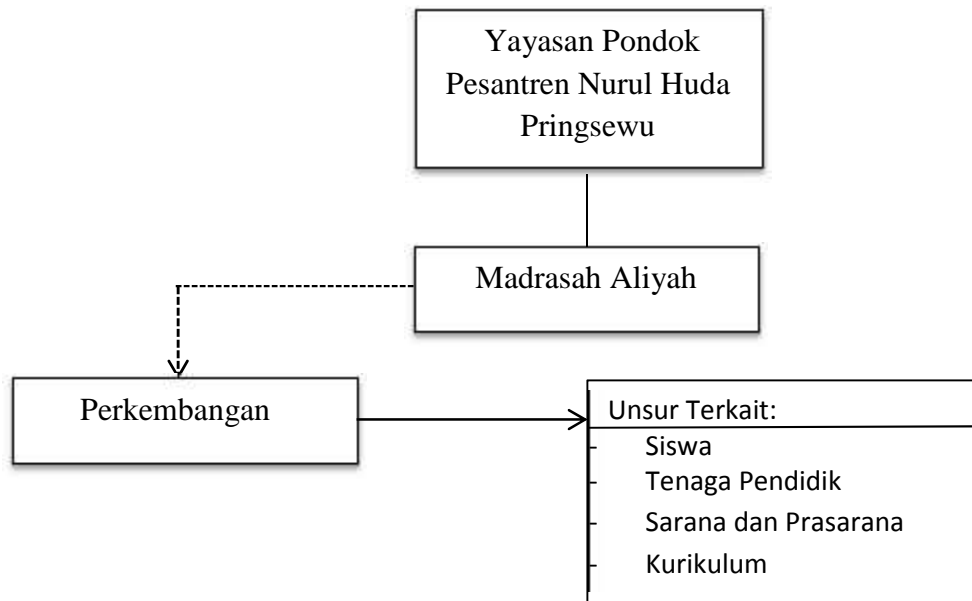 Yayasan Pondok
Pesantren Nurul Huda
Pringsewu
Madrasah Aliyah
Perkembangan
Unsur Terkait:
- Siswa
- Tenaga Pendidik
- Sarana dan Prasarana
- Kurikulum